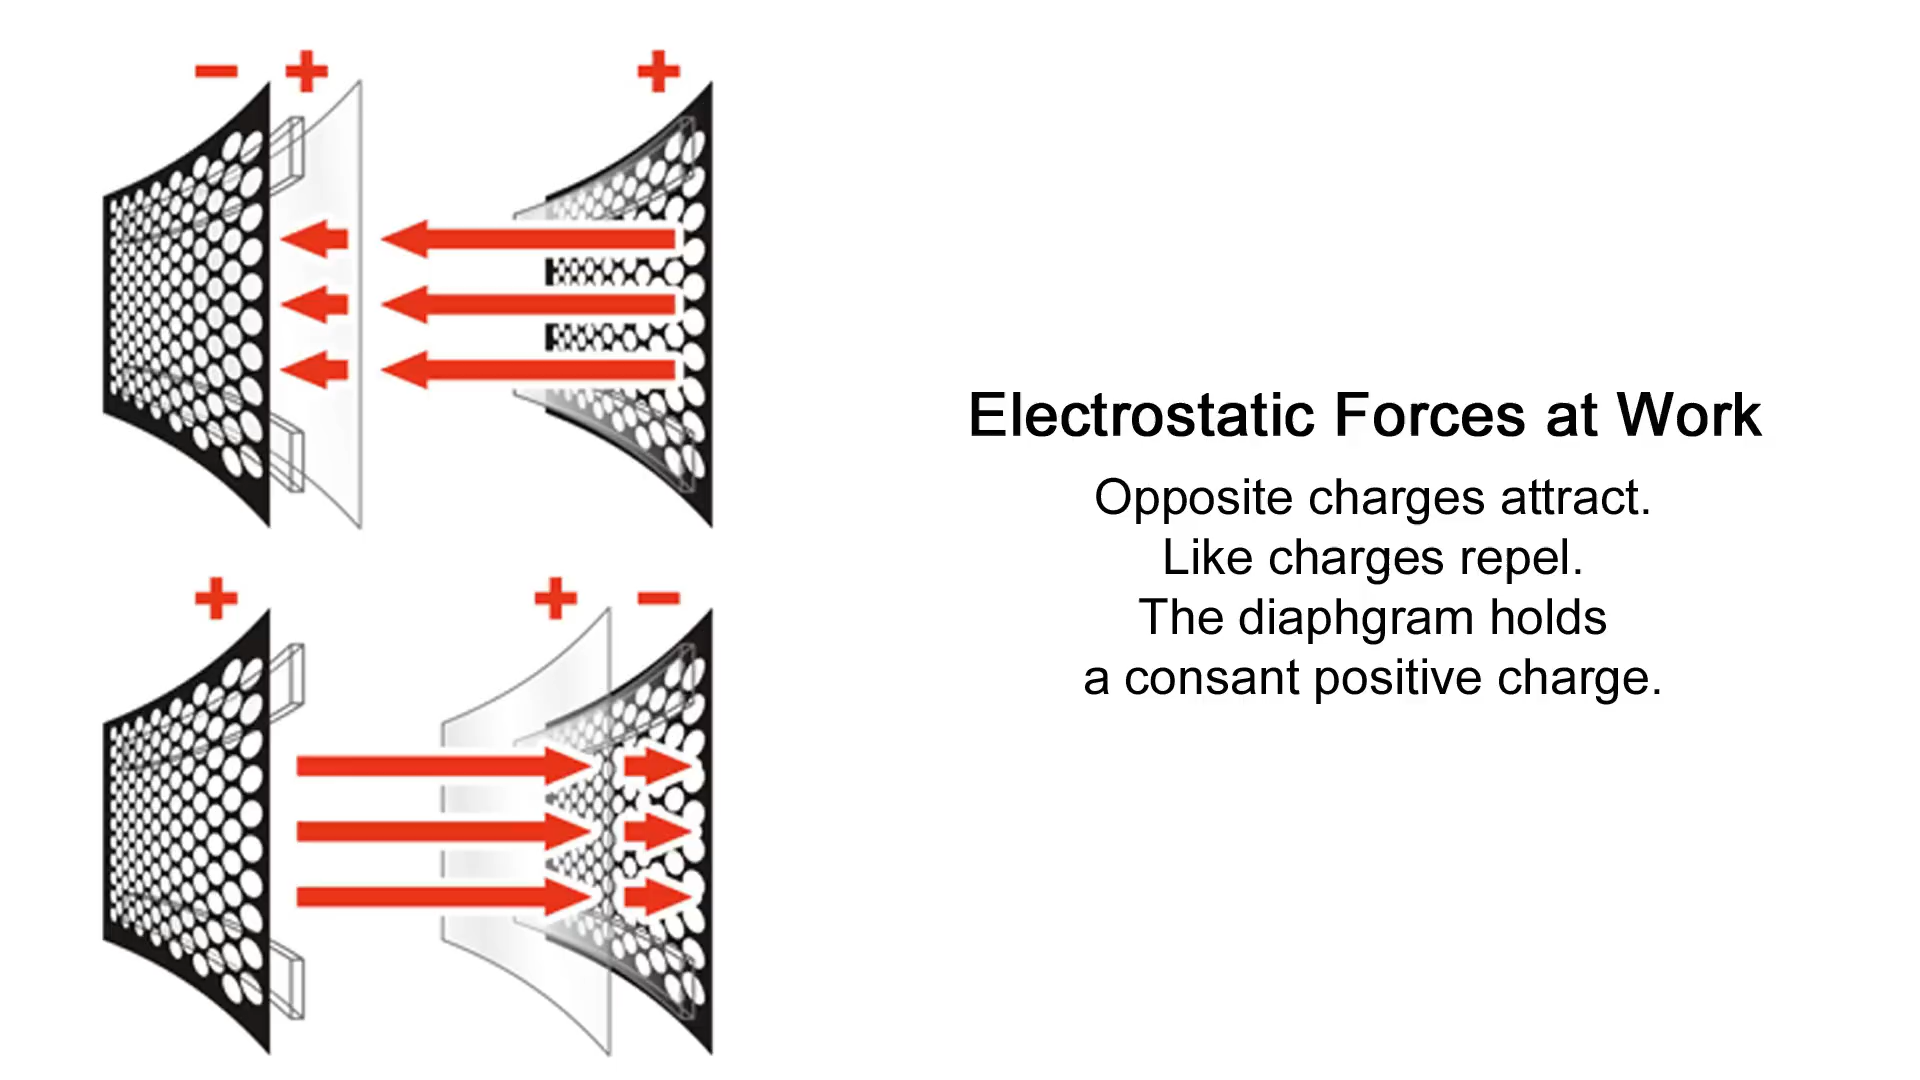 − + +
Electrostatic Forces at Work
Opposite charges attract.
Like charges repel.
The diaphgram holds
a consant positive charge.
+ + −